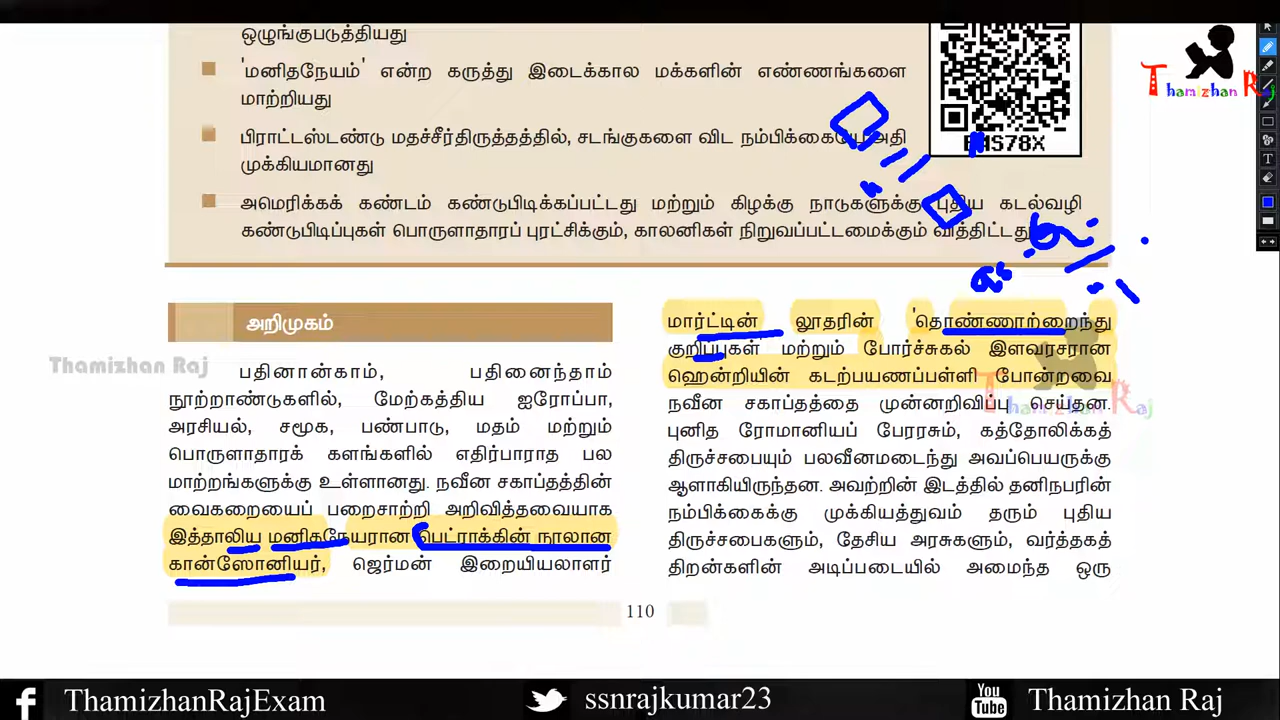 ஒழுங்குபடுத்தியது
'மனிதநேயம்' என்ற கருத்து இடைக்கால மக்களின் எண்ணங்களை
மாற்றியது
பிராட்டஸ்டண்டு மதச்சீர்திருத்தத்தில், சடங்குகளை விட நம்பிக்கையே அதி
முக்கியமானது
அமெரிக்கக் கண்டம் கண்டுபிடிக்கப்பட்டது மற்றும் கிழக்கு நாடுகளுக்கு புதிய கடல்வழி
கண்டுபிடிப்புகள் பொருளாதாரப் புரட்சிக்கும், காலனிகள் நிறுவப்பட்டமைக்கும் வித்திட்டது
Thamizhan Raj
அறிமுகம்
Thamizhan Raj
பதினான்காம், பதினைந்தாம்
நூற்றாண்டுகளில், மேற்கத்திய ஐரோப்பா,
அரசியல், சமூக, பண்பாடு, மதம் மற்றும்
பொருளாதாரக் களங்களில் எதிர்பாராத பல
மாற்றங்களுக்கு உள்ளானது. நவீன சகாப்தத்தின்
வைகறையைப் பறைசாற்றி அறிவித்தவையாக
இத்தாலிய மனிதநேயரான பெட்ராக்கின் நூலான
கான்ஸோனியர், ஜெர்மன் இறையியலாளர்
மார்ட்டின் லூதரின் 'தொண்ணூற்றைந்து
குறிப்புகள் மற்றும் போர்ச்சுகல் இளவரசரான
ஹென்றியின் கடற்பயணப்பள்ளி போன்றவை
நவீன சகாப்தத்தை முன்னறிவிப்பு செய்தன.
புனித ரோமானியப் பேரரசும், கத்தோலிக்கத்
திருச்சபையும் பலவீனமடைந்து அவப்பெயருக்கு
ஆளாகியிருந்தன. அவற்றின் இடத்தில் தனிநபரின்
நம்பிக்கைக்கு முக்கியத்துவம் தரும் புதிய
திருச்சபைகளும், தேசிய அரசுகளும், வர்த்தகத்
திறன்களின் அடிப்படையில் அமைந்த ஒரு
Thamizhan Raj
110
ThamizhanRajExam
ssnrajkumar23
You
Tube
Thamizhan Raj